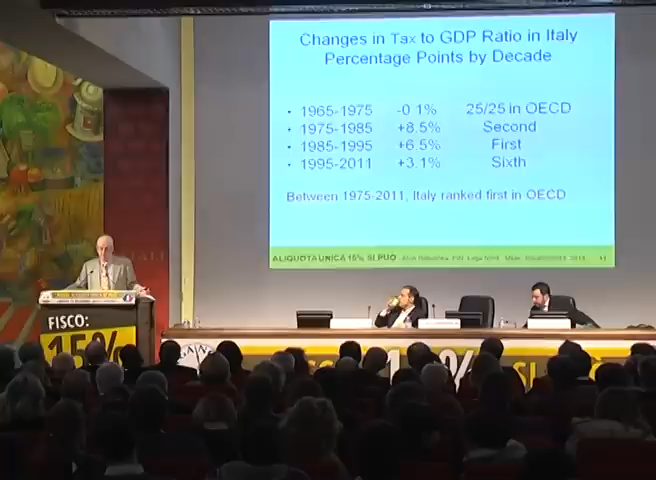 Changes in Tax to GDP Ratio in Italy
Percentage Points by Decade
• 1965-1975 -0.1% 25/25 in OECD
• 1975-1985 +8.5% Second
• 1985-1995 +6.5% First
• 1995-2011 +3.1% Sixth
Between 1975-2011, Italy ranked first in OECD
ALIQUOTA UNICA 15% SI PUÒ
FISCO:
15%